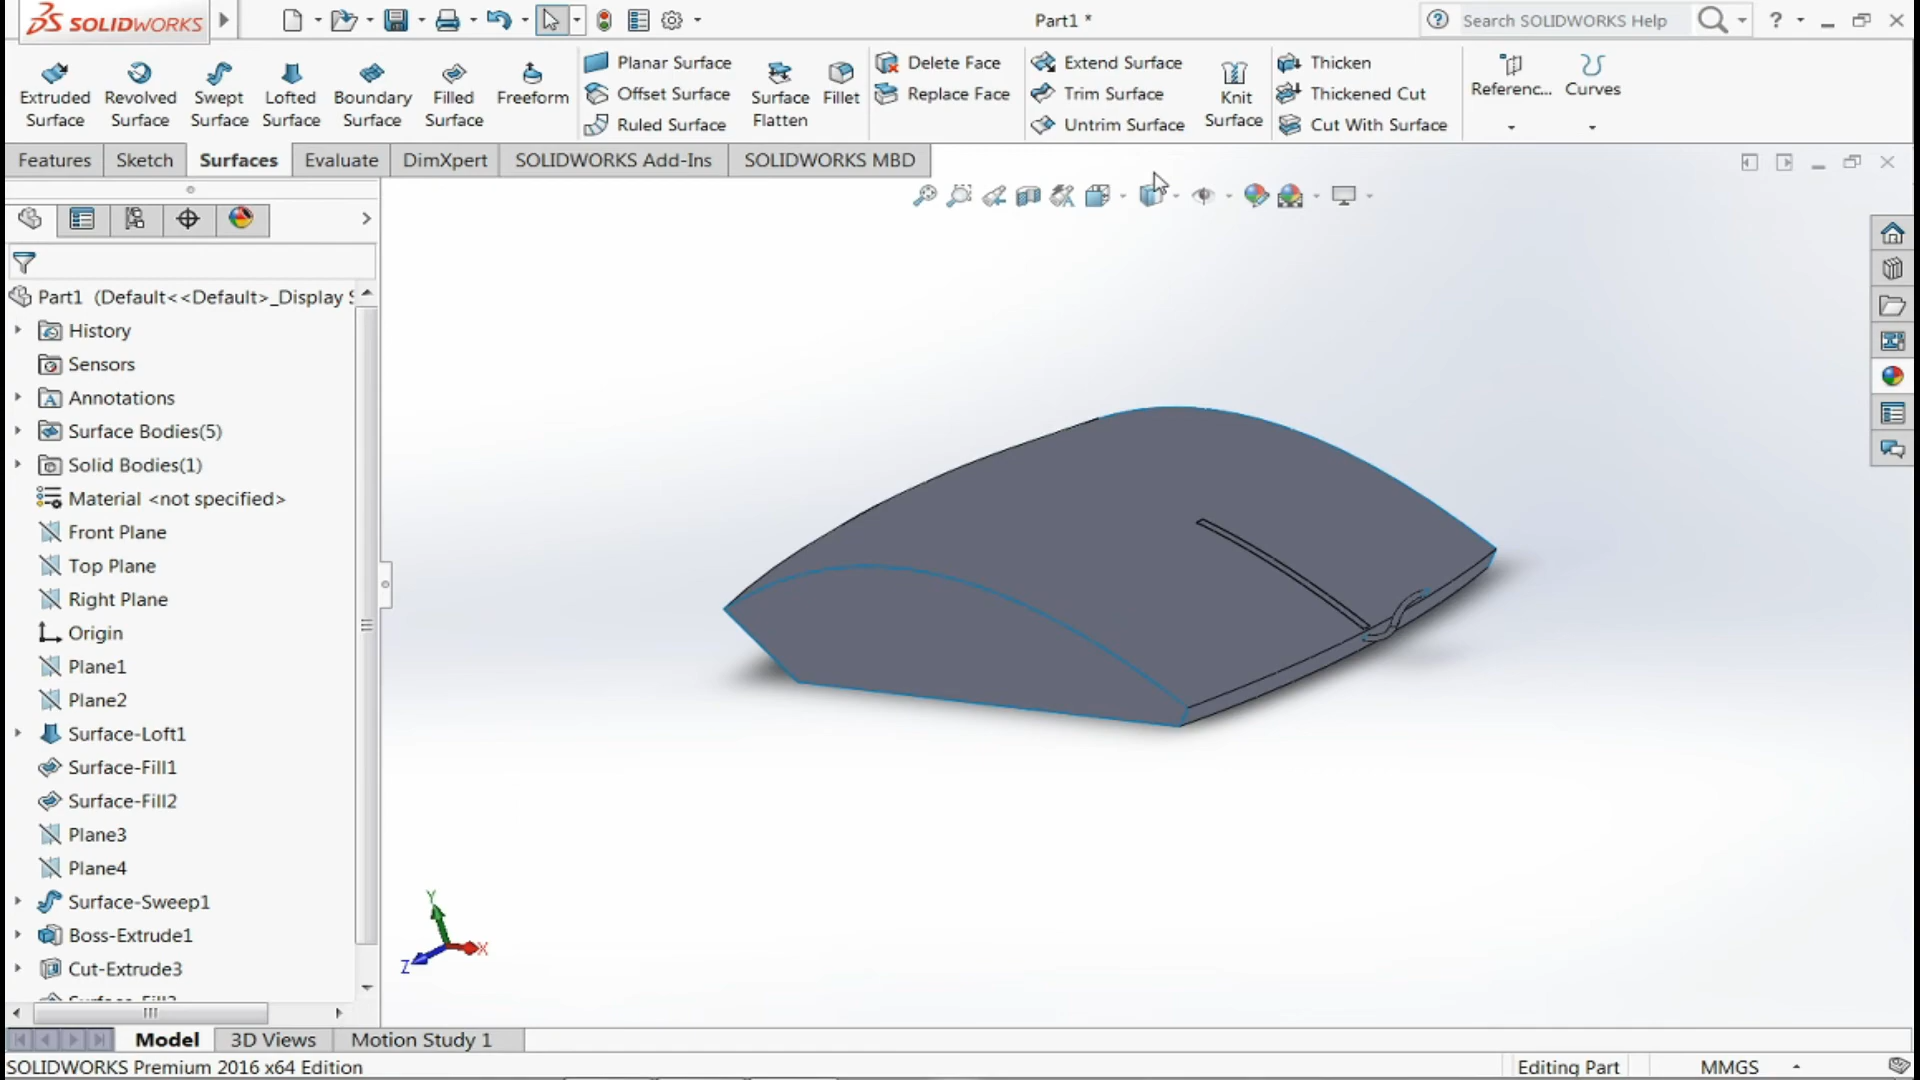 SOLIDWORKS
Part1 *
Search SOLIDWORKS Help
?
Extruded Surface
Revolved Surface
Swept Surface
Lofted Surface
Boundary Surface
Filled Surface
Freeform
Planar Surface
Offset Surface
Ruled Surface
Surface Flatten
Fillet
Delete Face
Replace Face
Extend Surface
Trim Surface
Untrim Surface
Knit Surface
Thicken
Thickened Cut
Cut With Surface
Referenc...
Curves
Features
Sketch
Surfaces
Evaluate
DimXpert
SOLIDWORKS Add-Ins
SOLIDWORKS MBD
Part1 (Default<<Default>_Display S
History
Sensors
Annotations
Surface Bodies(5)
Solid Bodies(1)
Material <not specified>
Front Plane
Top Plane
Right Plane
Origin
Plane1
Plane2
Surface-Loft1
Surface-Fill1
Surface-Fill2
Plane3
Plane4
Surface-Sweep1
Boss-Extrude1
Cut-Extrude3
Y
X
Z
Model
3D Views
Motion Study 1
SOLIDWORKS Premium 2016 x64 Edition
Editing Part
MMGS